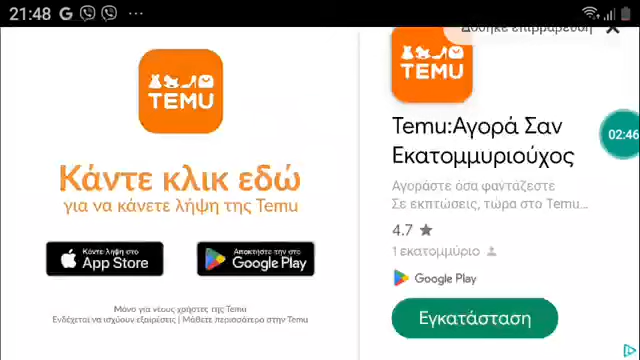 21:48
TEMU
Κάντε κλικ εδώ
για να κάνετε λήψη της Temu
Κάντε λήψη στο
App Store
Αποκτήστε την στο
Google Play
Μόνο για νέους χρήστες της Temu
Ενδέχεται να ισχύουν εξαιρέσεις | Μάθετε περισσότερα στην Temu
επιβράβευση
TEMU
Temu:Αγορά Σαν
Εκατομμυριούχος
Αγοράστε όσα φαντάζεστε
Σε εκπτώσεις, τώρα στο Temu...
4.7
1 εκατομμύριο
Google Play
Εγκατάσταση
02:46